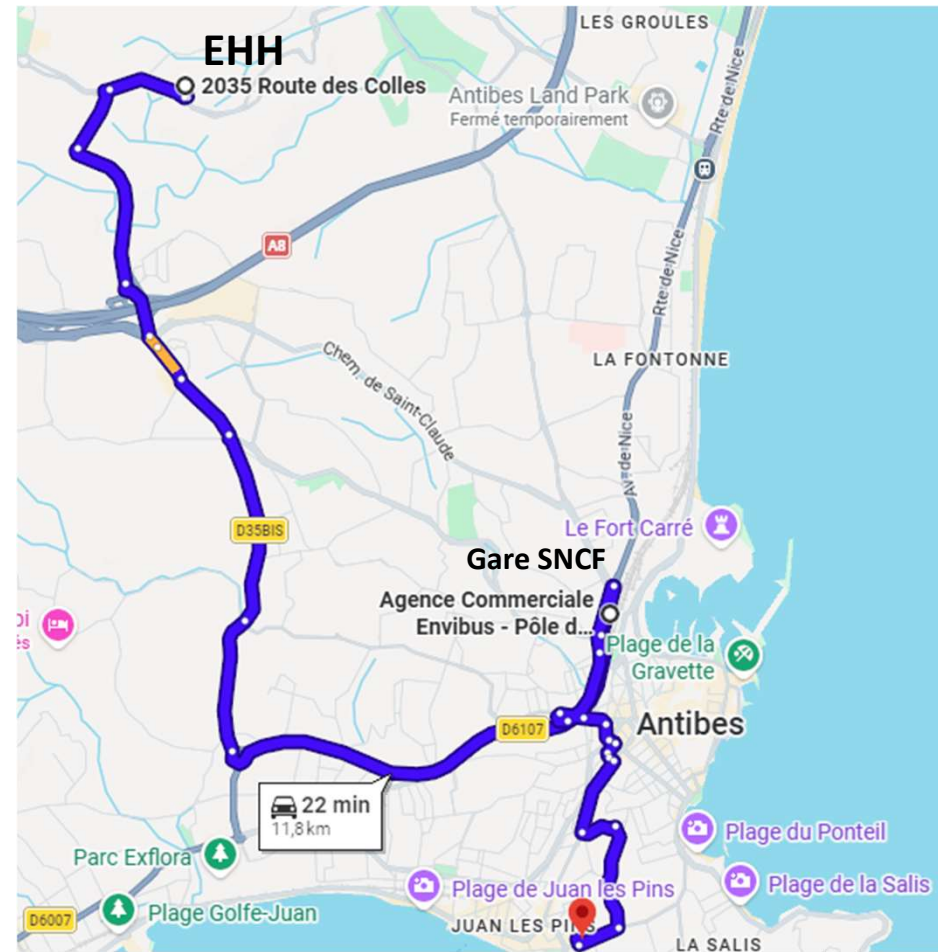 LES GROULES
EHH
2035 Route des Colles
Antibes Land Park
Fermé temporairement
Rte de Nice
A8
Rte de Nice
LA FONTONNE
Chem. de Saint-Claude
Av. de Nice
D35BIS
Le Fort Carré
Gare SNCF
Agence Commerciale
Envibus - Pôle d...
Plage de la
Gravette
D6107
Antibes
22 min
11,8 km
Plage du Ponteil
Parc Exflora
Plage de Juan les Pins
Plage de la Salis
D6007
Plage Golfe-Juan
JUAN LES PINS
LA SALIS